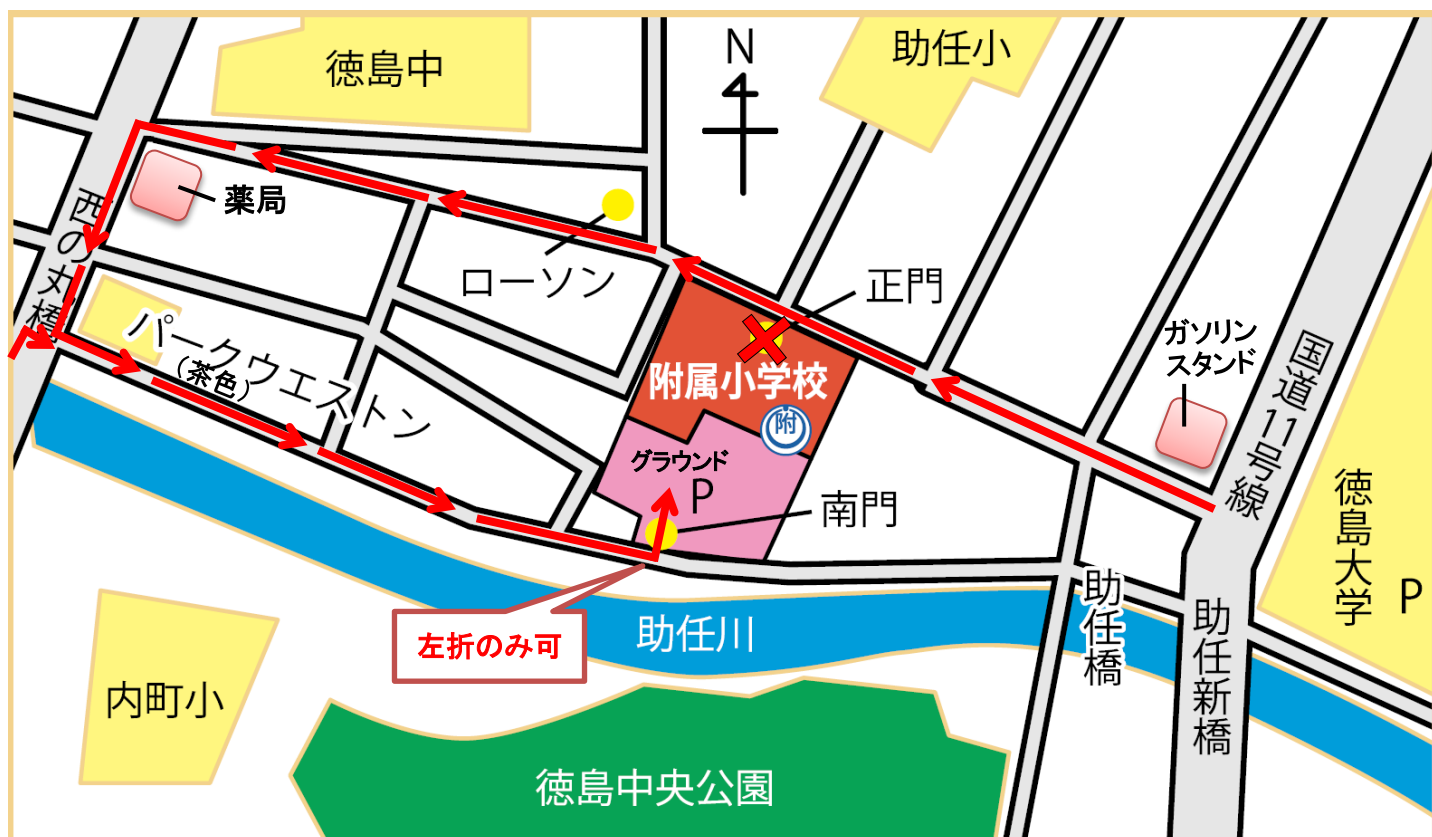 徳島中
N
助任小
薬局
西の丸橋
ローソン
正門
ガソリン
スタンド
国道11号線
パークウエストン
(茶色)
附属小学校
附
グラウンド
P
南門
徳島大学
P
助任橋
助任新橋
左折のみ可
助任川
内町小
徳島中央公園